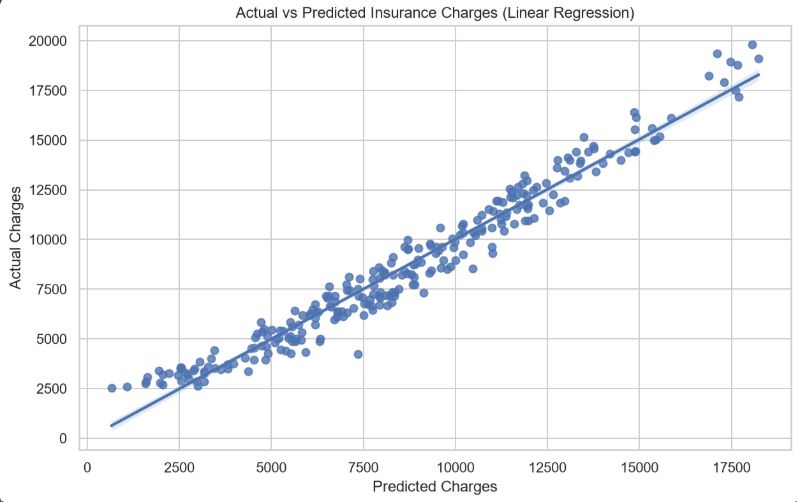 Actual vs Predicted Insurance Charges (Linear Regression)
20000
17500
15000
12500
10000
7500
5000
2500
0
Actual Charges
0 2500 5000 7500 10000 12500 15000 17500
Predicted Charges